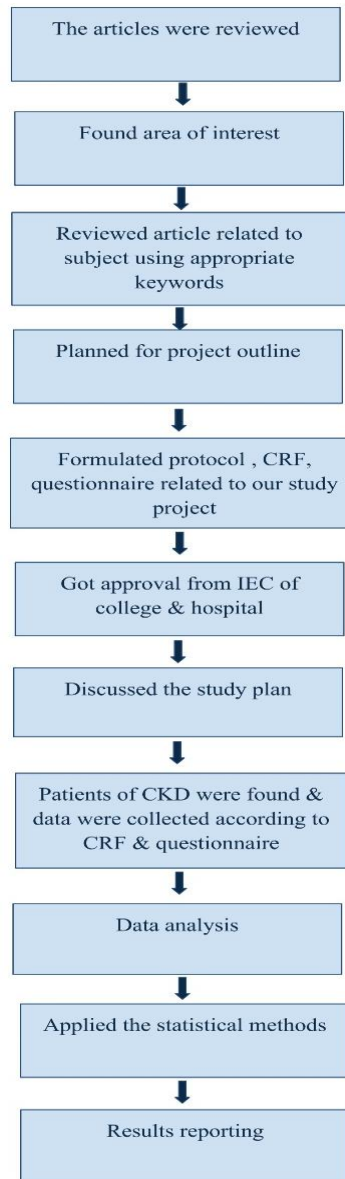 The articles were reviewed
Found area of interest
Reviewed article related to
subject using appropriate
keywords
Planned for project outline
Formulated protocol , CRF,
questionnaire related to our study
project
Got approval from IEC of
college & hospital
Discussed the study plan
Patients of CKD were found &
data were collected according to
CRF & questionnaire
Data analysis
Applied the statistical methods
Results reporting